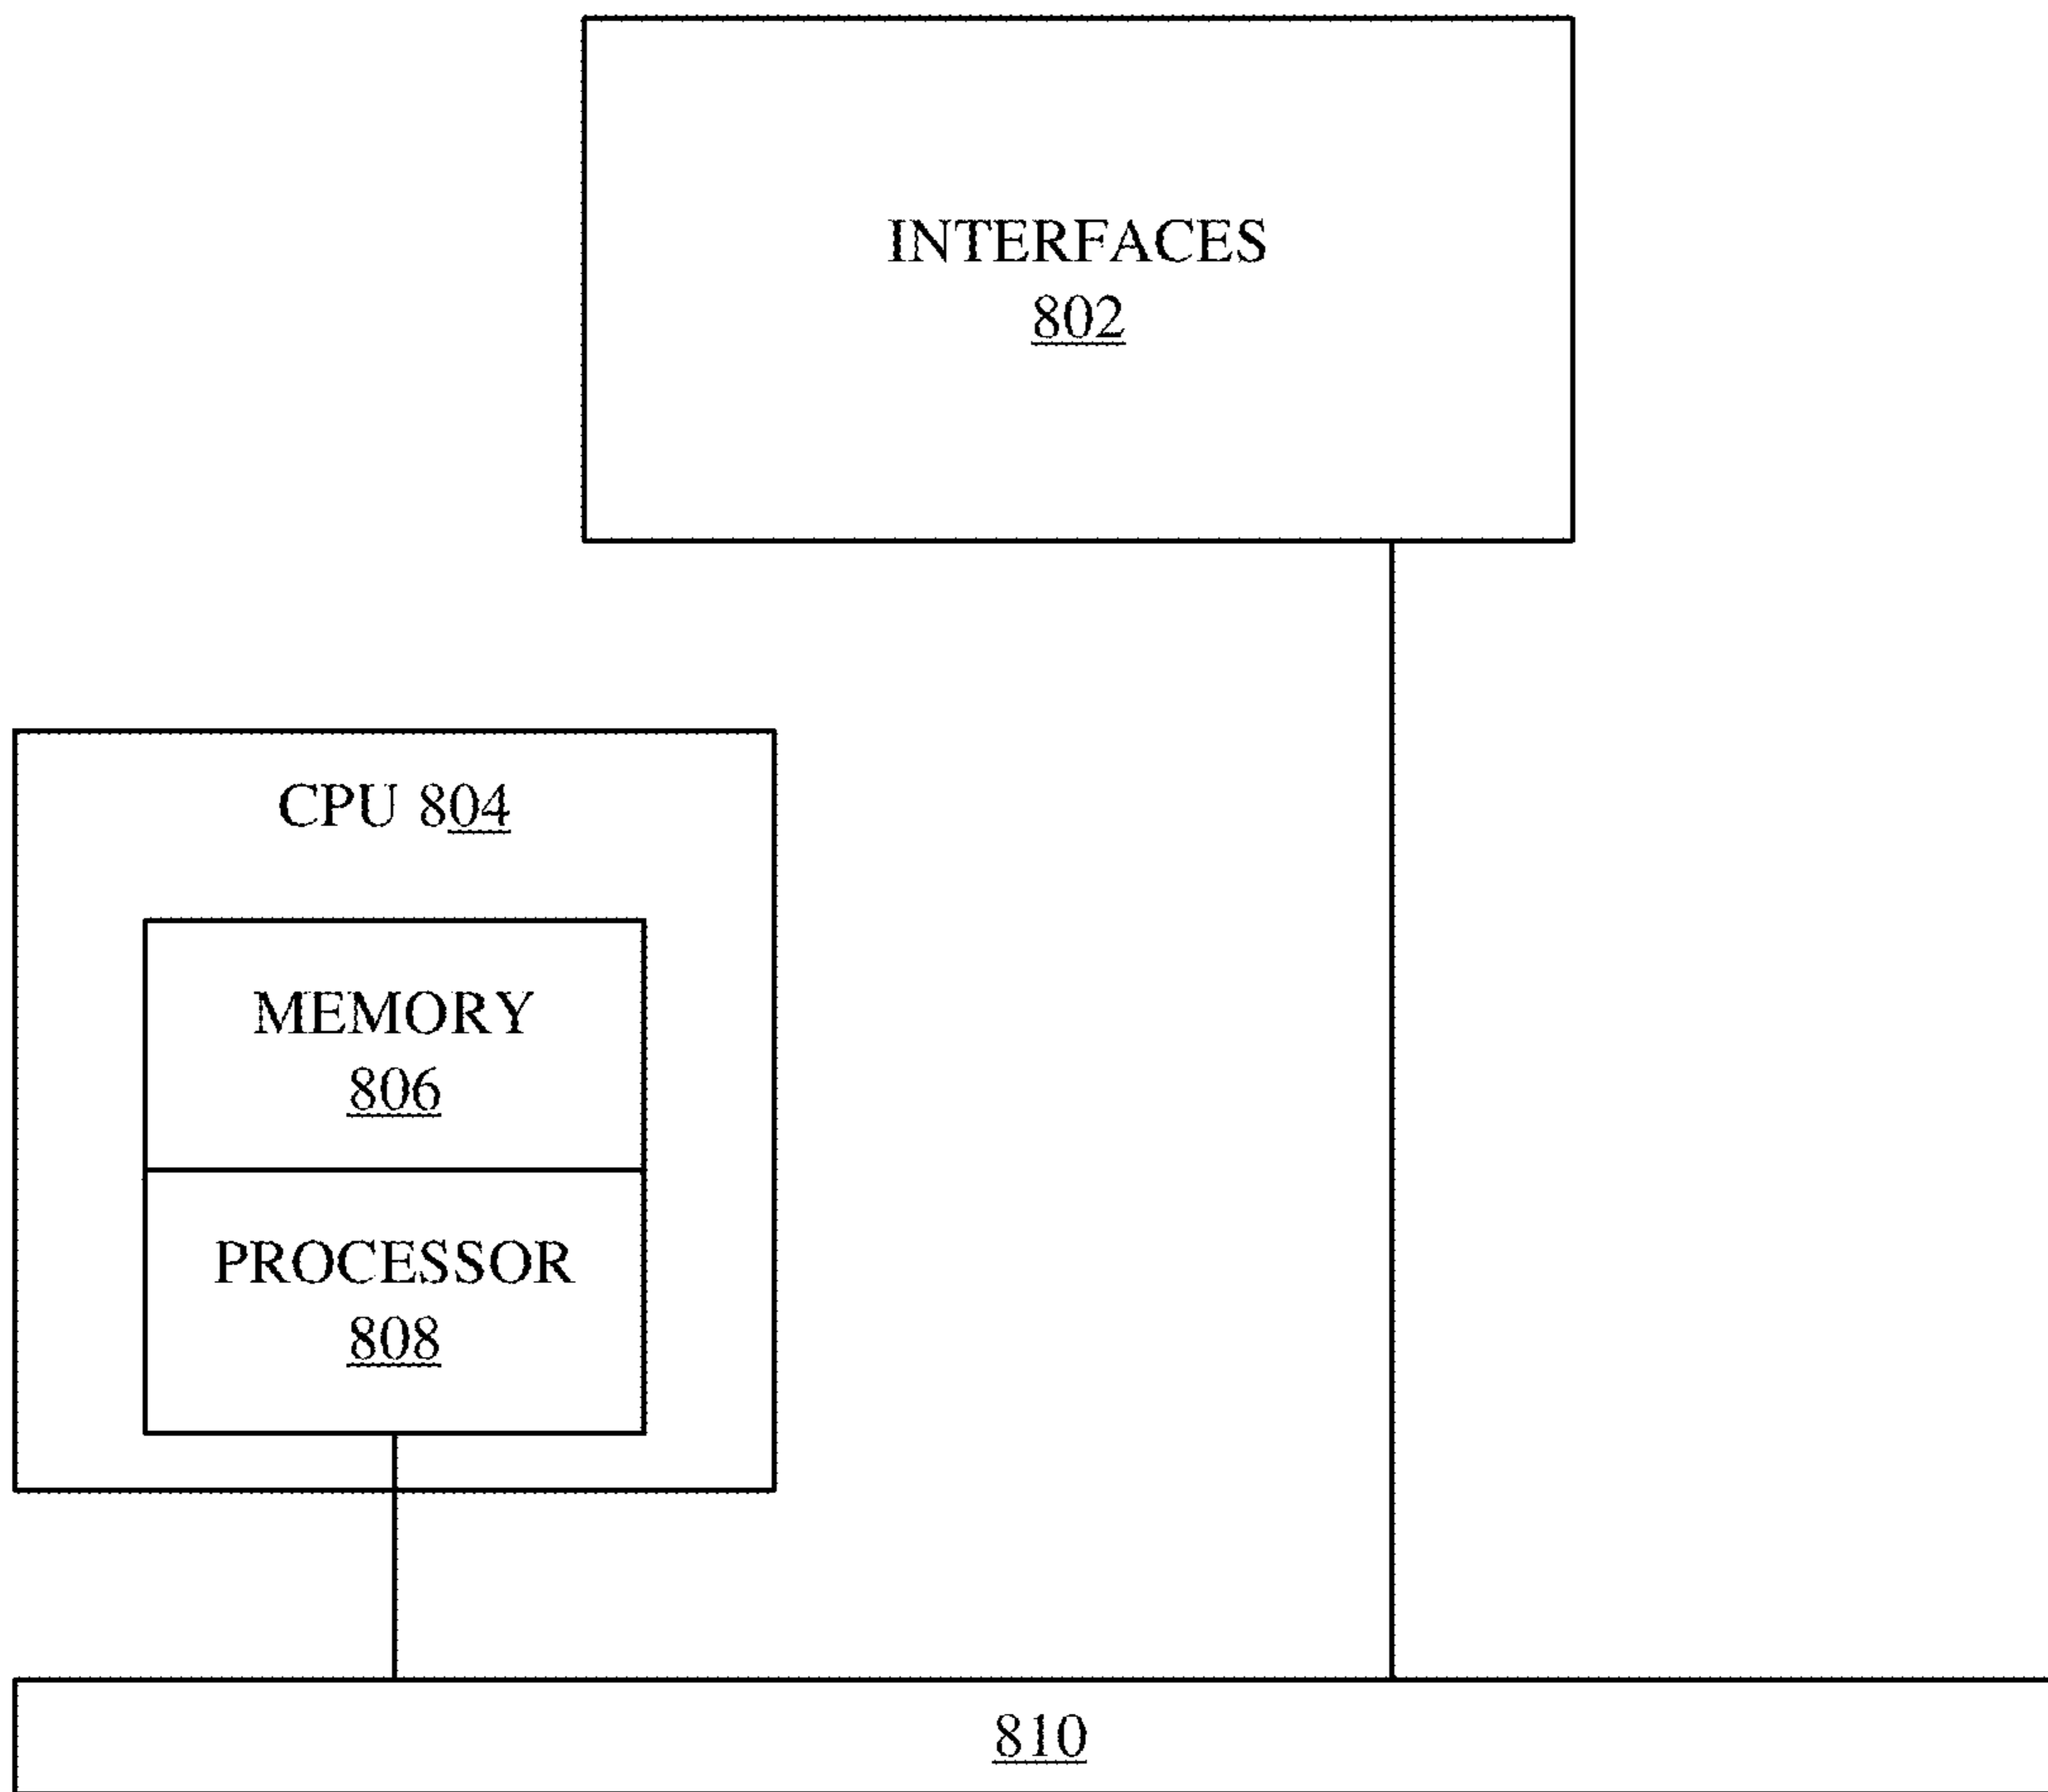 INTERFACES
802
CPU 804
MEMORY
806
PROCESSOR
808
810